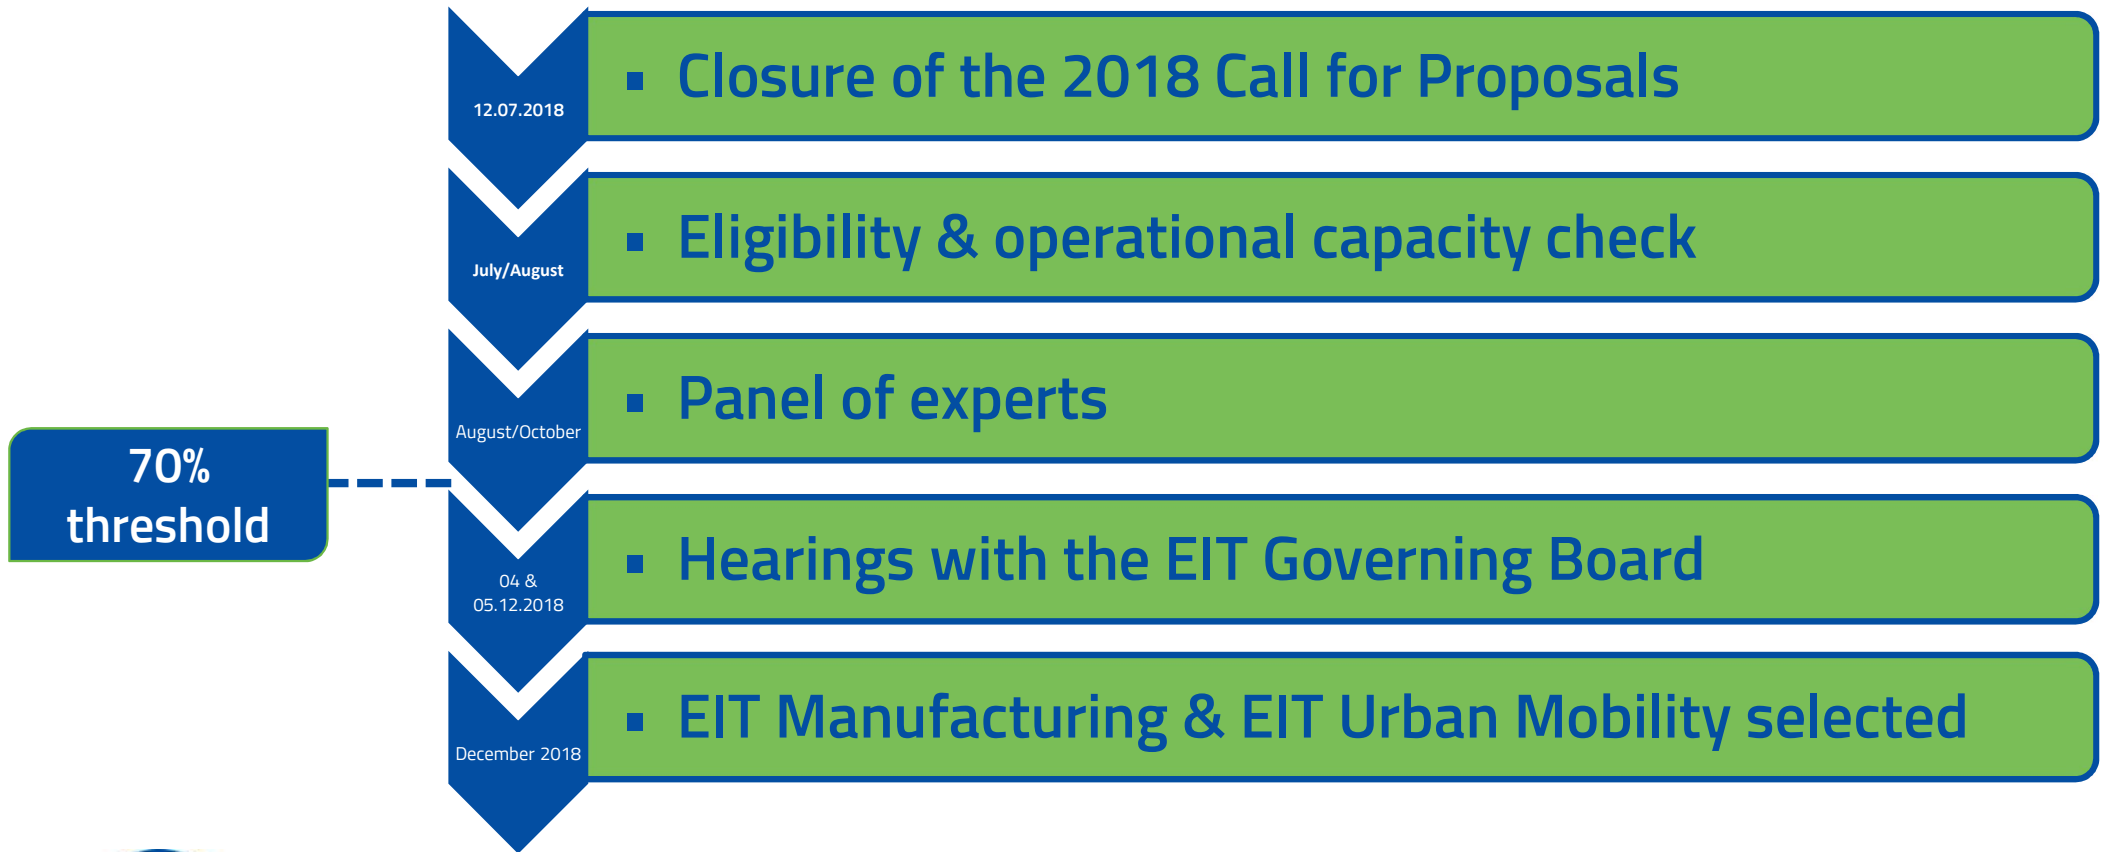 12.07.2018
▪ Closure of the 2018 Call for Proposals
July/August
▪ Eligibility & operational capacity check
August/October
▪ Panel of experts
70%
threshold
04 &
05.12.2018
▪ Hearings with the EIT Governing Board
December 2018
▪ EIT Manufacturing & EIT Urban Mobility selected